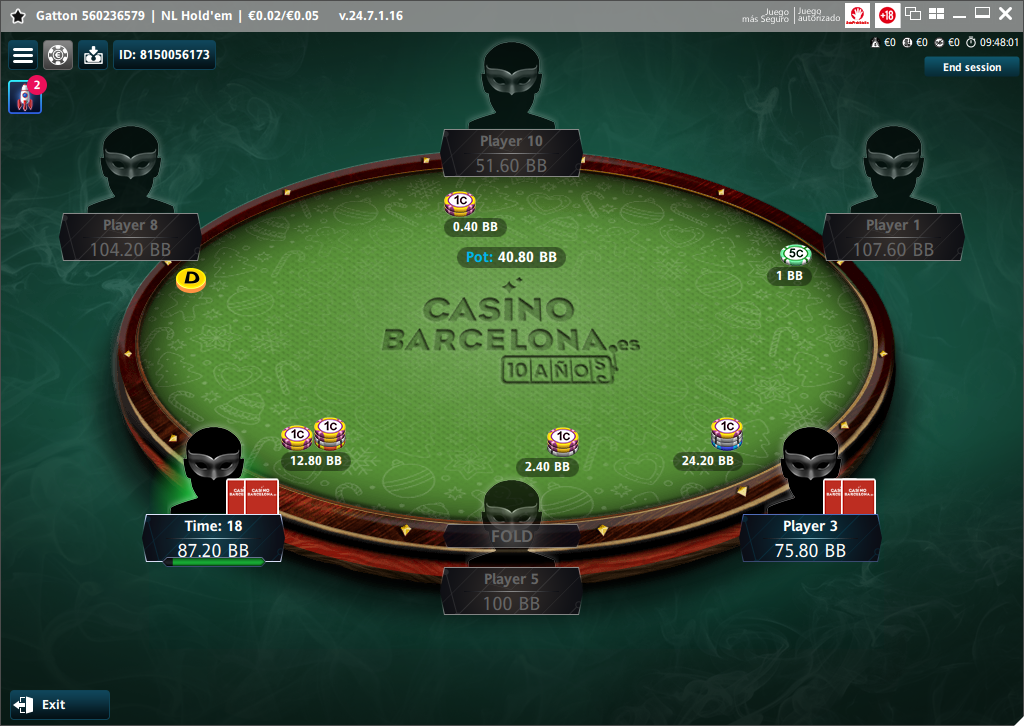 Gatton 560236579 | NL Hold'em | €0.02/€0.05 v.24.7.1.16
Juego más Seguro
Juego autorizado
+18
€0 €0 €0 09:48:01
ID: 8150056173
End session
2
Player 10
51.60 BB
Player 8
104.20 BB
Player 1
107.60 BB
1C
0.40 BB
Pot: 40.80 BB
5C
1 BB
D
CASINO
BARCELONA.es
10 AÑOS
1C 1C
12.80 BB
1C
2.40 BB
1C
24.20 BB
CASINO
BARCELONA.es
Time: 18
87.20 BB
FOLD
Player 3
75.80 BB
Player 5
100 BB
Exit